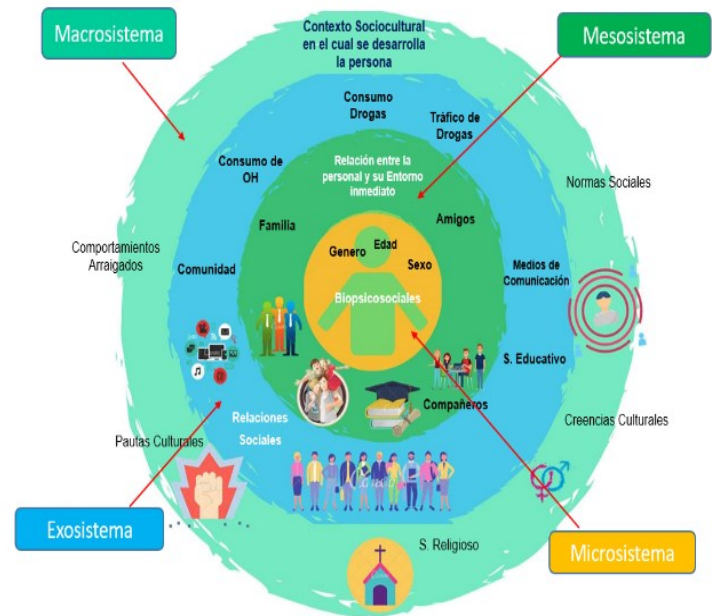 Macrosistema
Contexto Sociocultural
en el cual se desarrolla
la persona
Mesosistema
Consumo
Drogas
Tráfico de
Drogas
Consumo de
OH
Relación entre la
personal y su Entorno
inmediato
Normas Sociales
Familia
Amigos
Genero
Edad
Sexo
Comportamientos
Arraigados
Comunidad
Medios de
Comunicación
Biopsicosociales
S. Educativo
Compañeros
Relaciones
Sociales
Pautas Culturales
Creencias Culturales
Exosistema
Microsistema
S. Religioso